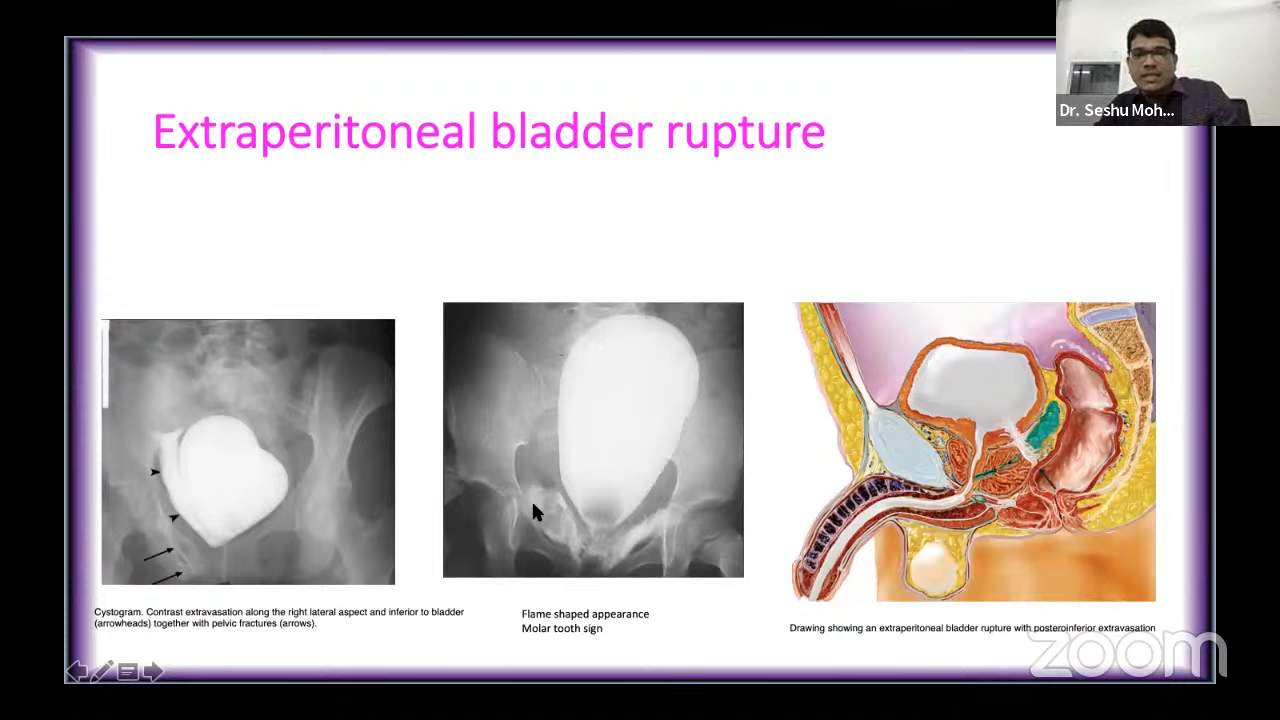 Dr. Seshu Moh...
Extraperitoneal bladder rupture
Cystogram. Contrast extravasation along the right lateral aspect and inferior to bladder
(arrowheads) together with pelvic fractures (arrows).
Flame shaped appearance
Molar tooth sign
Drawing showing an extraperitoneal bladder rupture with posteroinferior extravasation
zoom